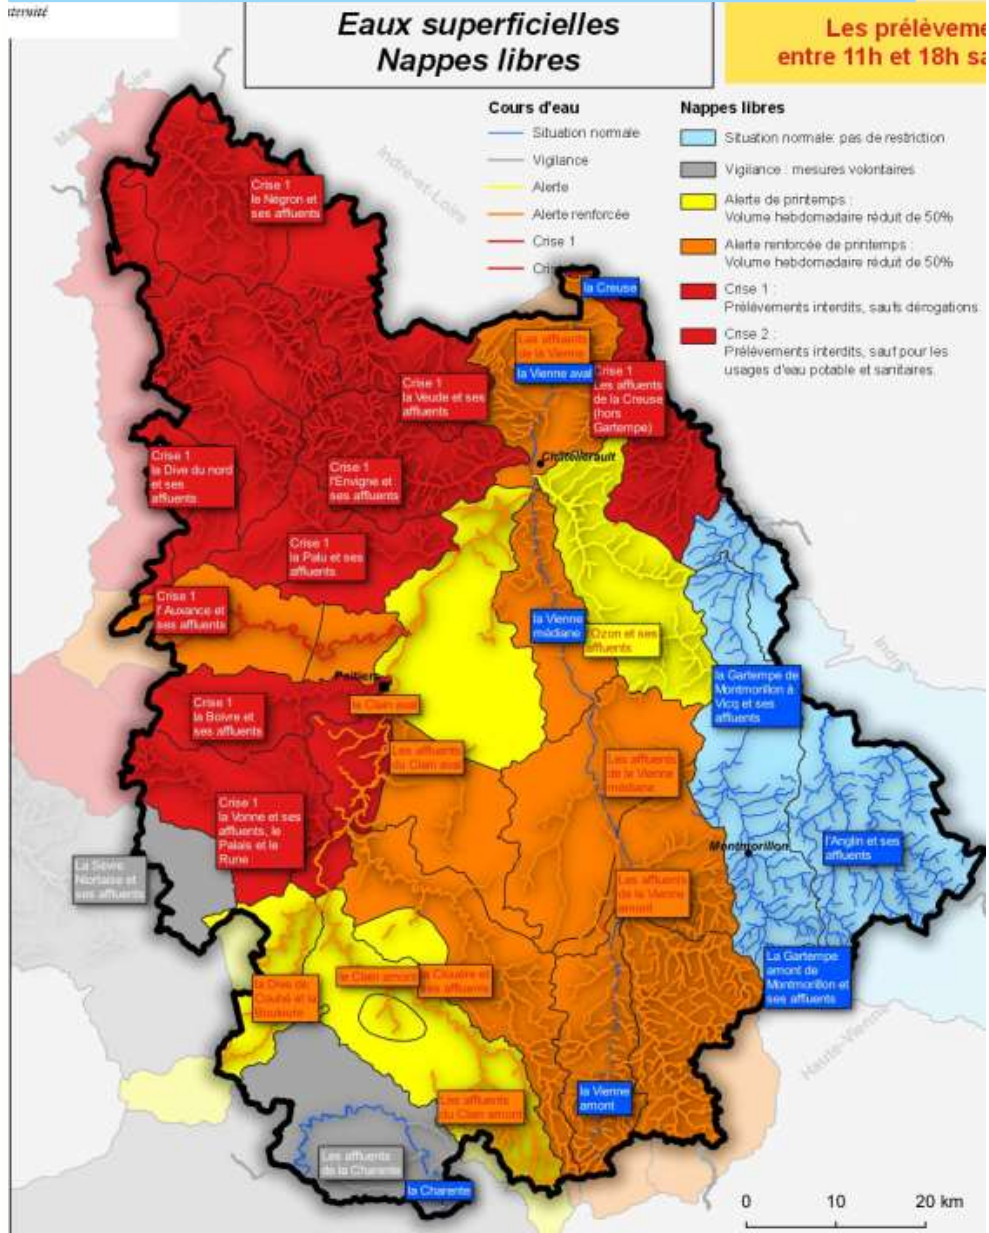 Eaux superficielles
Nappes libres
Les prélèveme
entre 11h et 18h sa
Cours d'eau
Situation normale
Vigilance
Alerte
Alerte renforcée
Crise 1
Nappes libres
Situation normale: pas de restriction
Vigilance : mesures volontaires
Alerte de printemps :
Volume hebdomadaire réduit de 50%
Alerte renforcée de printemps :
Volume hebdomadaire réduit de 50%
Crise 1 :
Prélèvements interdits, saufs dérogations
Crise 2 :
Prélèvements interdits, sauf pour les
usages d'eau potable et sanitaires.
Indre-et-Loire
Crise 1
le Négron et
ses affluents
la Creuse
Les affluents
de la Vienne
la Vienne aval
Crise 1
Les affluents
de la Creuse
(hors
Gartempe)
Crise 1
la Veude et ses
affluents
Châtellerault
Crise 1
la Dive du nord
et ses
affluents
Crise 1
l'Envigne et
ses affluents
Crise 1
la Palu et ses
affluents
Crise 1
l'Auxance et
ses affluents
la Vienne
médiane
l'Ozon et ses
affluents
Indre
Poitiers
la Gartempe de
Montmorillon à
Vicq et ses
affluents
Crise 1
la Boivre et
ses affluents
le Clain aval
Les affluents
du Clain aval
Les affluents
de la Vienne
médiane
Crise 1
la Vonne et ses
affluents, le
Palais et le
Rune
Montmorillon
l'Anglin et ses
affluents
La Sèvre
Niortaise et
ses affluents
Les affluents
de la Vienne
amont
la Dive de
Couhé et la
Bouleure
le Clain amont
la Clouère et
ses affluents
La Gartempe
amont de
Montmorillon et
ses affluents
Haute-Vienne
Les affluents
du Clain amont
la Vienne
amont
Les affluents
de la Charente
la Charente
0 10 20 km